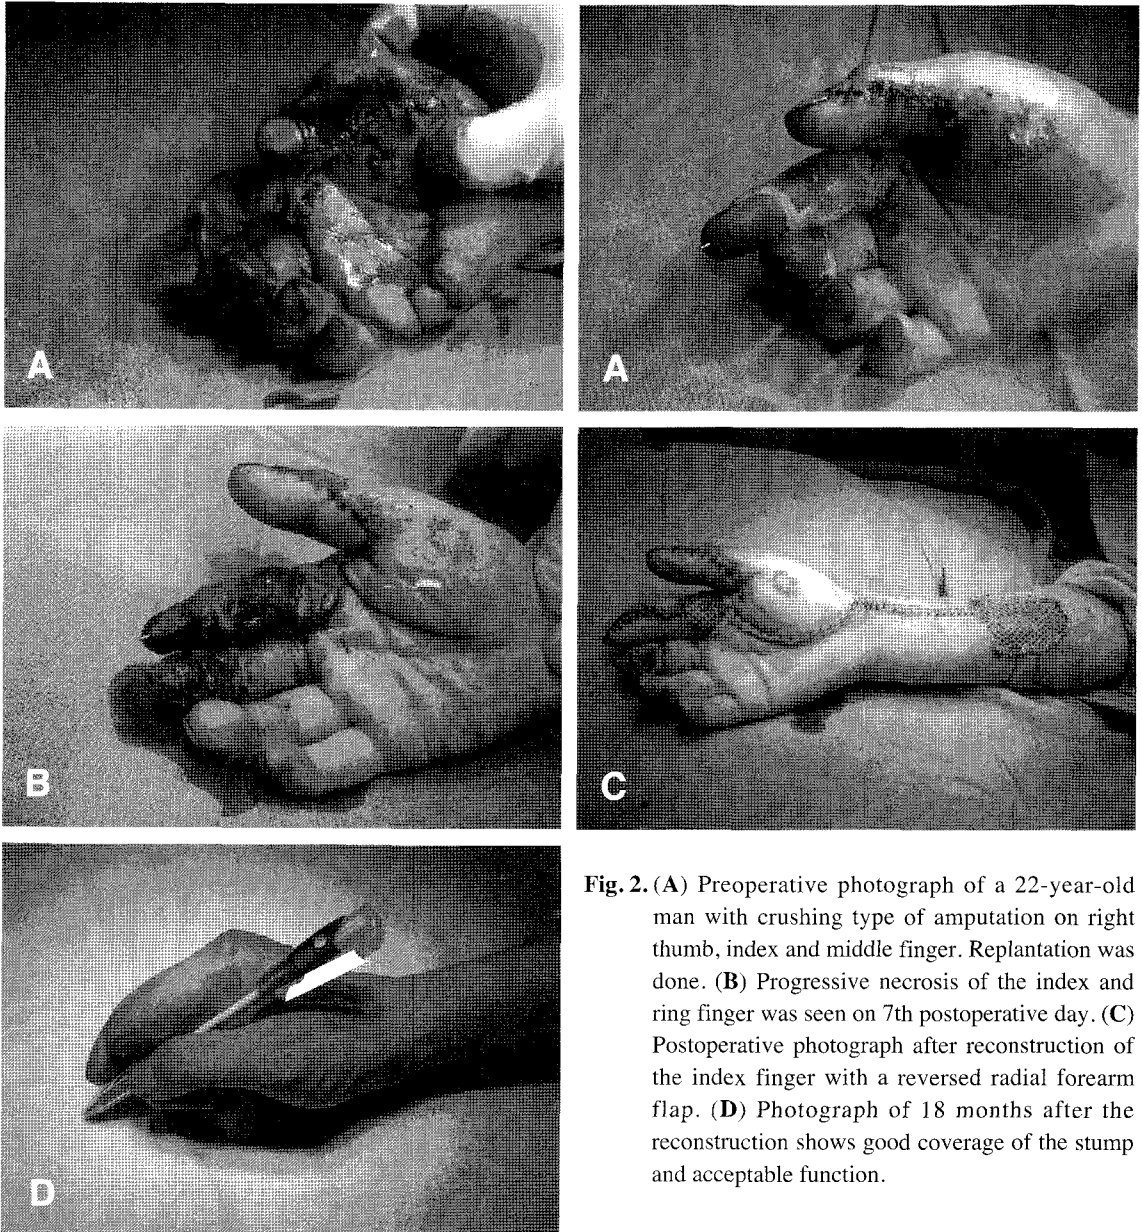 A
A
B
C
D
Fig. 2. (A) Preoperative photograph of a 22-year-old
man with crushing type of amputation on right
thumb, index and middle finger. Replantation was
done. (B) Progressive necrosis of the index and
ring finger was seen on 7th postoperative day. (C)
Postoperative photograph after reconstruction of
the index finger with a reversed radial forearm
flap. (D) Photograph of 18 months after the
reconstruction shows good coverage of the stump
and acceptable function.